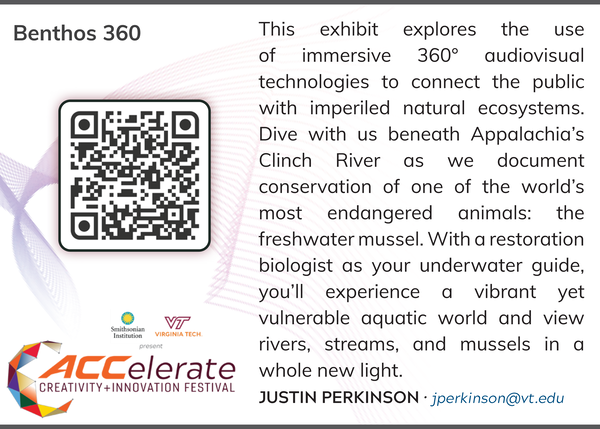 Benthos 360
This exhibit explores the use
of immersive 360° audiovisual
technologies to connect the public
with imperiled natural ecosystems.
Dive with us beneath Appalachia's
Clinch River as we document
conservation of one of the world's
most endangered animals: the
freshwater mussel. With a restoration
biologist as your underwater guide,
you'll experience a vibrant yet
vulnerable aquatic world and view
rivers, streams, and mussels in a
whole new light.
JUSTIN PERKINSON · jperkinson@vt.edu
Smithsonian
Institution
VT
VIRGINIA TECH
present
ACCelerate
CREATIVITY+INNOVATION FESTIVAL